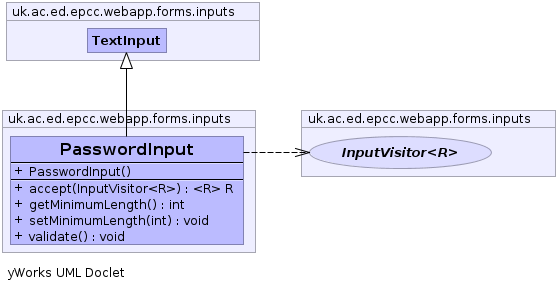 uk.ac.ed.epcc.webapp.forms.inputs
TextInput
uk.ac.ed.epcc.webapp.forms.inputs
PasswordInput
+ PasswordInput()
+ accept(InputVisitor<R>) : <R> R
+ getMinimumLength() : int
+ setMinimumLength(int) : void
+ validate() : void
uk.ac.ed.epcc.webapp.forms.inputs
InputVisitor<R>
yWorks UML Doclet